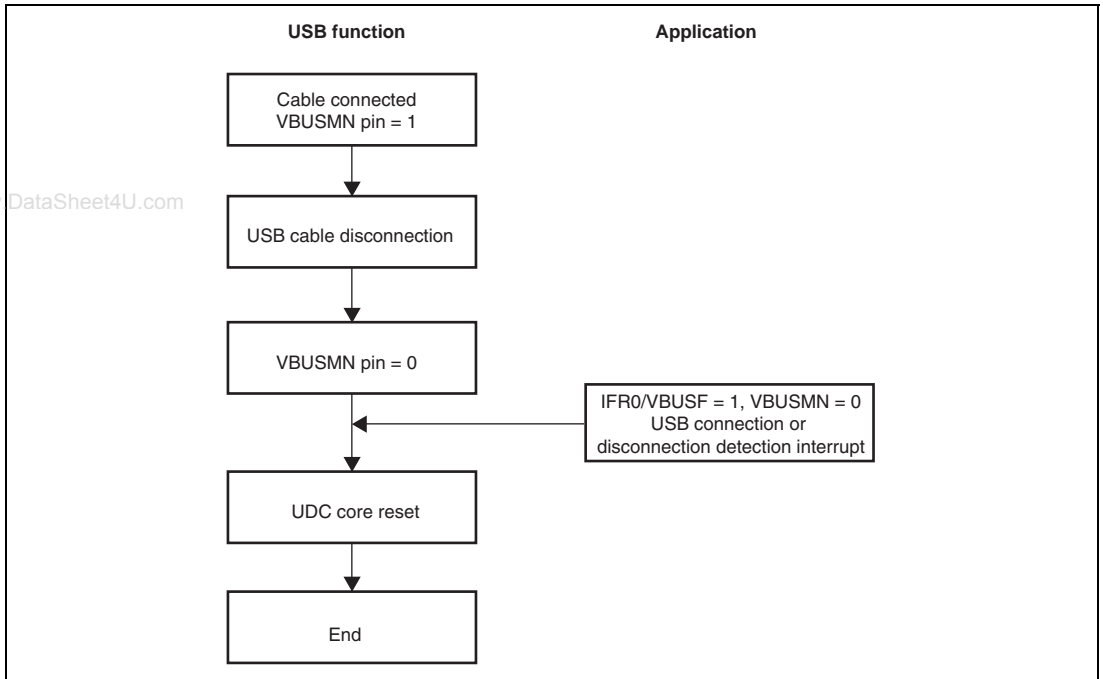 USB function
Application
Cable connected
VBUSMN pin = 1
DataSheet4U.com
USB cable disconnection
VBUSMN pin = 0
IFR0/VBUSF = 1, VBUSMN = 0
USB connection or
disconnection detection interrupt
UDC core reset
End